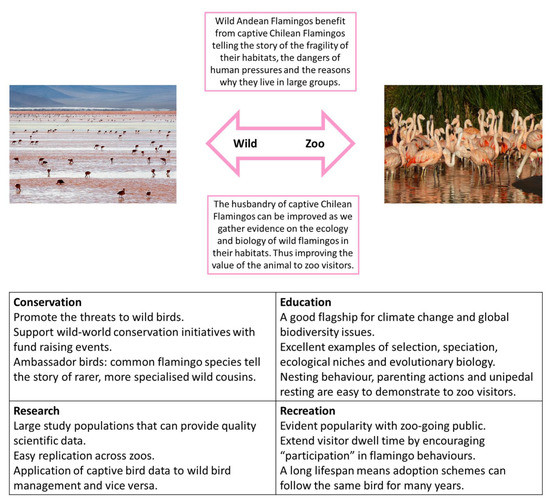 Wild Andean Flamingos benefit
from captive Chilean Flamingos
telling the story of the fragility of
their habitats, the dangers of
human pressures and the reasons
why they live in large groups.
Wild Zoo
The husbandry of captive Chilean
Flamingos can be improved as we
gather evidence on the ecology
and biology of wild flamingos in
their habitats. Thus improving the
value of the animal to zoo visitors.
Conservation
Promote the threats to wild birds.
Support wild-world conservation initiatives with
fund raising events.
Ambassador birds: common flamingo species tell
the story of rarer, more specialised wild cousins.
Education
A good flagship for climate change and global
biodiversity issues.
Excellent examples of selection, speciation,
ecological niches and evolutionary biology.
Nesting behaviour, parenting actions and unipedal
resting are easy to demonstrate to zoo visitors.
Research
Large study populations that can provide quality
scientific data.
Easy replication across zoos.
Application of captive bird data to wild bird
management and vice versa.
Recreation
Evident popularity with zoo-going public.
Extend visitor dwell time by encouraging
“participation” in flamingo behaviours.
A long lifespan means adoption schemes can
follow the same bird for many years.